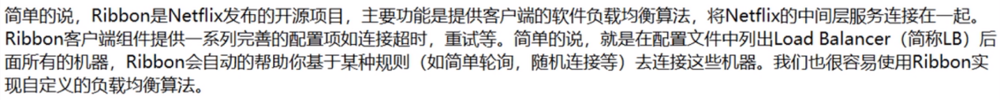 简单的说，Ribbon是Netflix发布的开源项目，主要功能是提供客户端的软件负载均衡算法，将Netflix的中间层服务连接在一起。
Ribbon客户端组件提供一系列完善的配置项如连接超时，重试等。简单的说，就是在配置文件中列出Load Balancer（简称LB）后
面所有的机器，Ribbon会自动的帮助你基于某种规则（如简单轮询，随机连接等）去连接这些机器。我们也很容易使用Ribbon实
现自定义的负载均衡算法。